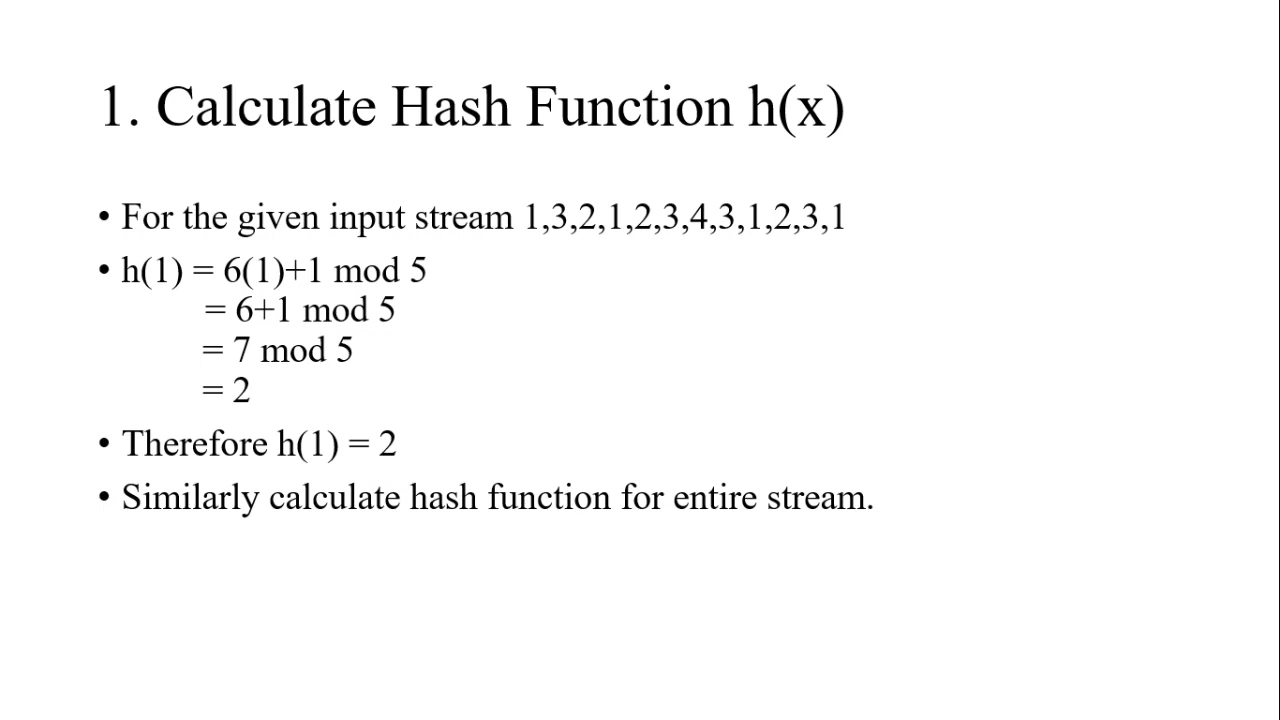 1. Calculate Hash Function h(x)
• For the given input stream 1,3,2,1,2,3,4,3,1,2,3,1
• h(1) = 6(1)+1 mod 5
= 6+1 mod 5
= 7 mod 5
= 2
• Therefore h(1) = 2
• Similarly calculate hash function for entire stream.